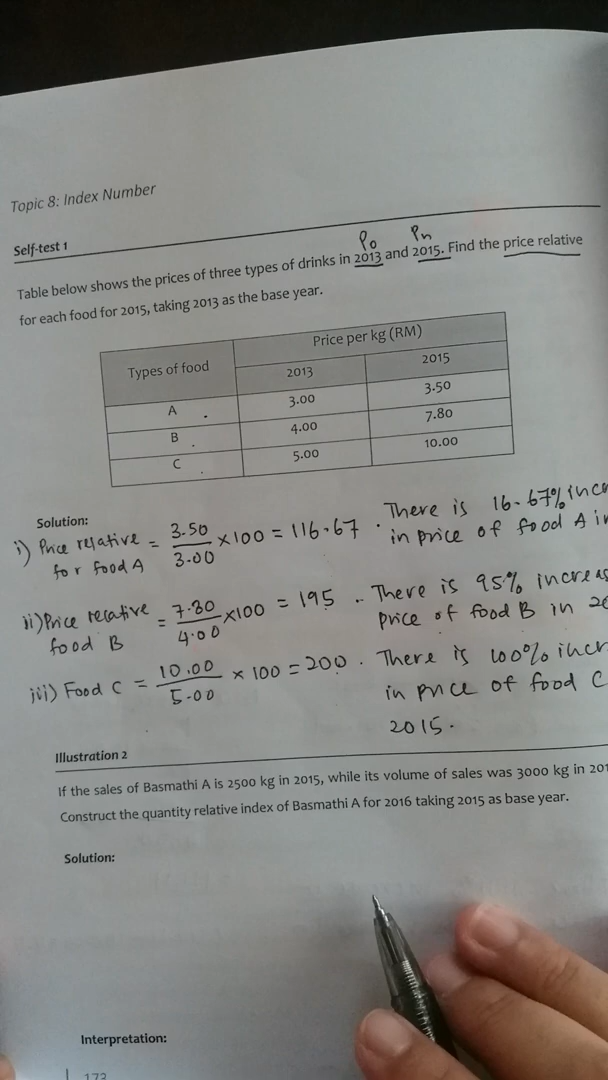 Topic 8: Index Number
Self-test 1
Po Pn
Table below shows the prices of three types of drinks in 2013 and 2015. Find the price relative
for each food for 2015, taking 2013 as the base year.
Types of food Price per kg (RM)
2013 2015
A 3.00 3.50
B 4.00 7.80
C 5.00 10.00
Solution:
i) Price relative for food A = 3.50 / 3.00 × 100 = 116.67 . There is 16.67%
in price of food A
ii) Price relative food B = 7.80 / 4.00 × 100 = 195 . There is 95%
price of food B in
iii) Food C = 10.00 / 5.00 × 100 = 200 . There is 100%
in price of food C
2015.
Illustration 2
If the sales of Basmathi A is 2500 kg in 2015, while its volume of sales was 3000 kg in
Construct the quantity relative index of Basmathi A for 2016 taking 2015 as base year.
Solution:
Interpretation:
172